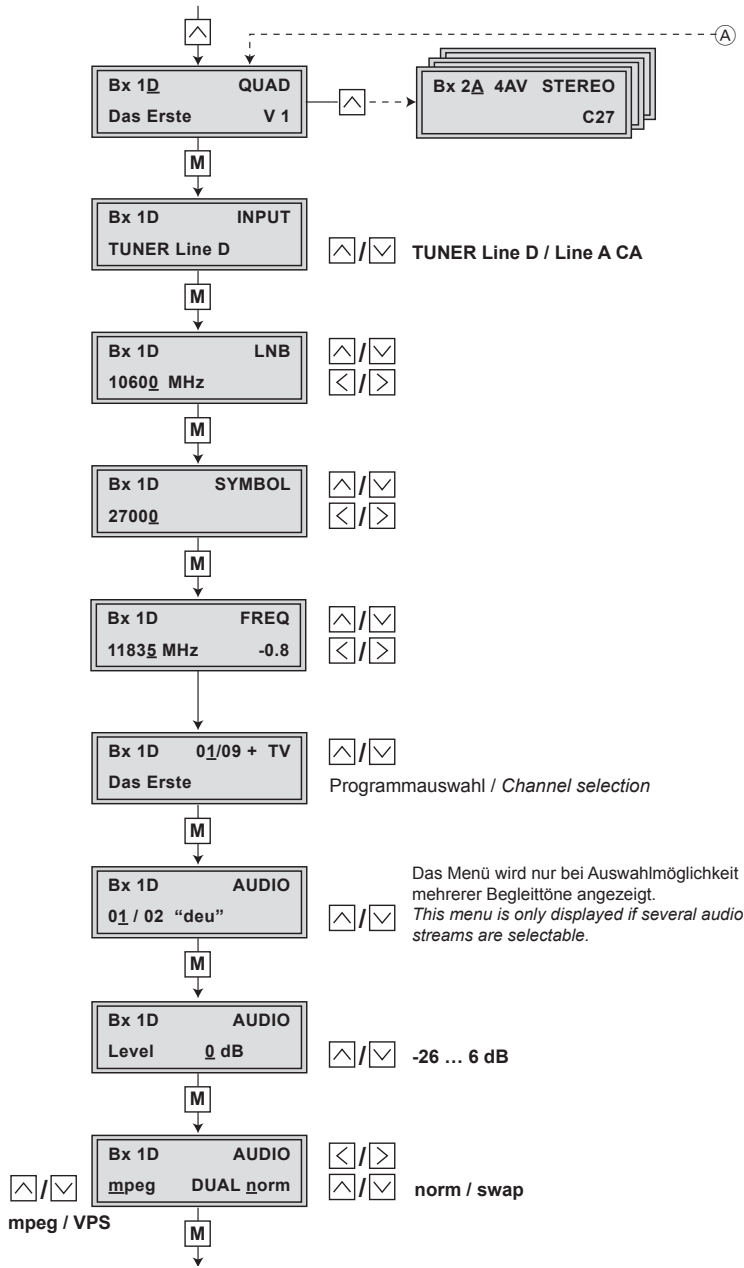 A
Bx 1D QUAD
Das Erste V 1
Bx 2A 4AV STEREO
C27
M
Bx 1D INPUT
TUNER Line D
/ TUNER Line D / Line A CA
M
Bx 1D LNB
10600 MHz
/
/
M
Bx 1D SYMBOL
27000
/
/
M
Bx 1D FREQ
11835 MHz -0.8
/
/
Bx 1D 01/09 + TV
Das Erste
/
Programmauswahl / Channel selection
M
Bx 1D AUDIO
01 / 02 “deu”
/
Das Menü wird nur bei Auswahlmöglichkeit
mehrerer Begleittöne angezeigt.
This menu is only displayed if several audio
streams are selectable.
M
Bx 1D AUDIO
Level 0 dB
/ -26 … 6 dB
M
Bx 1D AUDIO
mpeg DUAL norm
/
mpeg / VPS
/
/ norm / swap
M